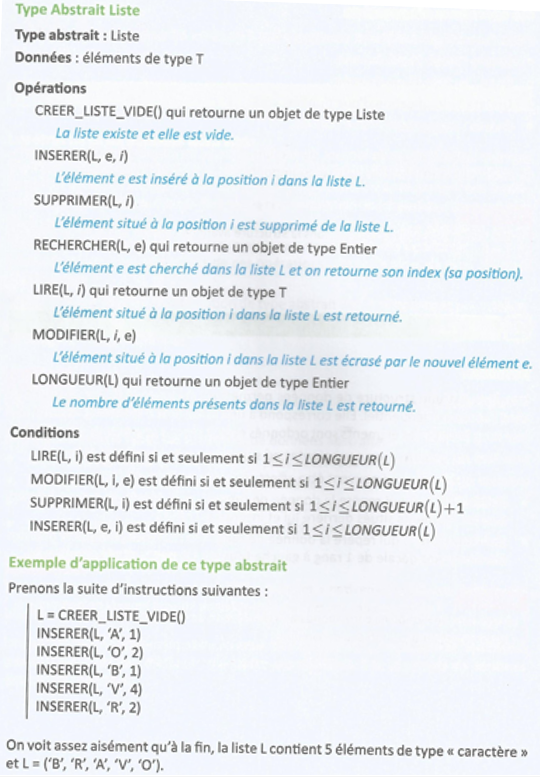 Type Abstrait Liste
Type abstrait : Liste
Données : éléments de type T
Opérations
CREER_LISTE_VIDE() qui retourne un objet de type Liste
La liste existe et elle est vide.
INSERER(L, e, i)
L'élément e est inséré à la position i dans la liste L.
SUPPRIMER(L, i)
L'élément situé à la position i est supprimé de la liste L.
RECHERCHER(L, e) qui retourne un objet de type Entier
L'élément e est cherché dans la liste L et on retourne son index (sa position).
LIRE(L, i) qui retourne un objet de type T
L'élément situé à la position i dans la liste L est retourné.
MODIFIER(L, i, e)
L'élément situé à la position i dans la liste L est écrasé par le nouvel élément e.
LONGUEUR(L) qui retourne un objet de type Entier
Le nombre d'éléments présents dans la liste L est retourné.
Conditions
LIRE(L, i) est défini si et seulement si 1≤i≤LONGUEUR(L)
MODIFIER(L, i, e) est défini si et seulement si 1≤i≤LONGUEUR(L)
SUPPRIMER(L, i) est défini si et seulement si 1≤i≤LONGUEUR(L)+1
INSERER(L, e, i) est défini si et seulement si 1≤i≤LONGUEUR(L)
Exemple d'application de ce type abstrait
Prenons la suite d'instructions suivantes :
L = CREER_LISTE_VIDE()
INSERER(L, 'A', 1)
INSERER(L, 'O', 2)
INSERER(L, 'B', 1)
INSERER(L, 'V', 4)
INSERER(L, 'R', 2)
On voit assez aisément qu'à la fin, la liste L contient 5 éléments de type « caractère »
et L = ('B', 'R', 'A', 'V', 'O').